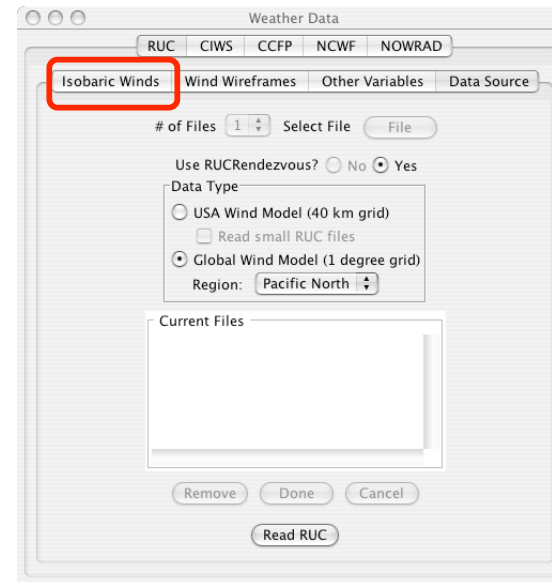 Weather Data
RUC CIWS CCFP NCWF NOWRAD
Isobaric Winds Wind Wireframes Other Variables Data Source
# of Files 1 Select File File
Use RUCRendezvous? No Yes
Data Type
USA Wind Model (40 km grid)
Read small RUC files
Global Wind Model (1 degree grid)
Region: Pacific North
Current Files
Remove Done Cancel
Read RUC